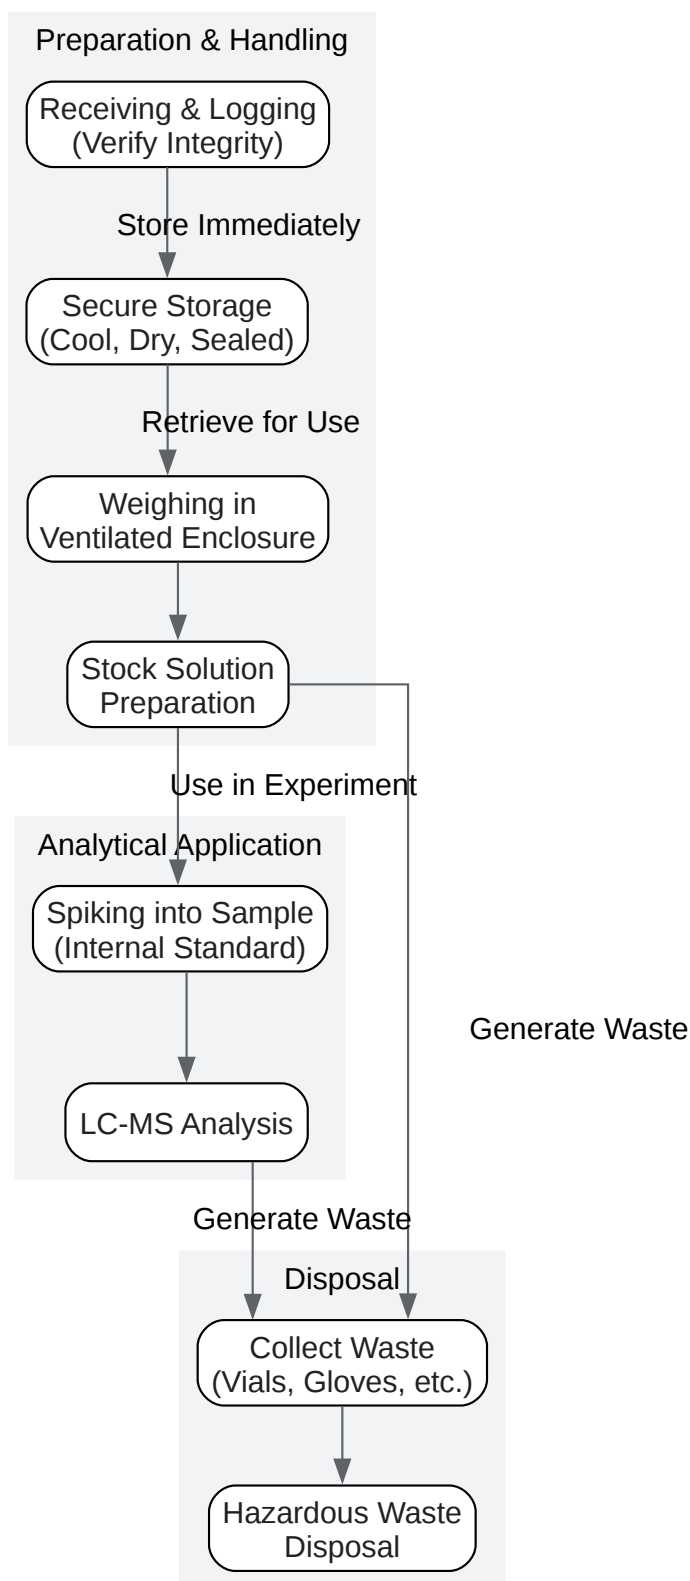 Preparation & Handling
Receiving & Logging
(Verify Integrity)
Store Immediately
Secure Storage
(Cool, Dry, Sealed)
Retrieve for Use
Weighing in
Ventilated Enclosure
Stock Solution
Preparation
Use in Experiment
Analytical Application
Spiking into Sample
(Internal Standard)
Generate Waste
LC-MS Analysis
Generate Waste
Disposal
Collect Waste
(Vials, Gloves, etc.)
Hazardous Waste
Disposal